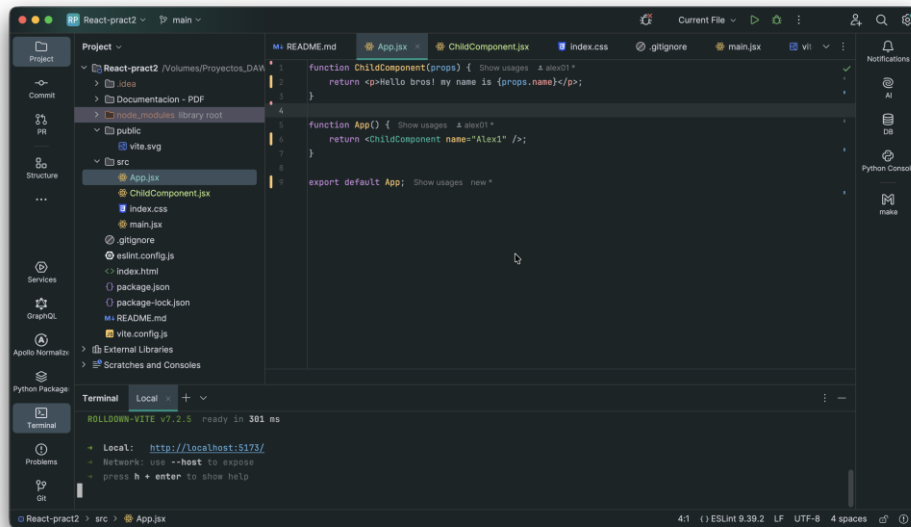 RP React-pract2 main Current File
Project
Commit
PR
Structure
Services
GraphQL
Apollo Normaliz
Python Package
Terminal
Problems
Git
Project
React-pract2 /Volumes/Proyectos_DAW
.idea
Documentacion - PDF
node_modules library root
public
vite.svg
src
App.jsx
ChildComponent.jsx
index.css
main.jsx
.gitignore
eslint.config.js
index.html
package.json
package-lock.json
README.md
vite.config.js
External Libraries
Scratches and Consoles
README.md App.jsx ChildComponent.jsx index.css .gitignore main.jsx vit
1 function ChildComponent(props) { Show usages alex01 *
2 return <p>Hello bros! my name is {props.name}</p>;
3 }
4
5 function App() { Show usages alex01 *
6 return <ChildComponent name="Alex1" />;
7 }
8
9 export default App; Show usages new *
Notifications
AI
DB
Python Consol
make
Terminal Local
ROLLDOWN-VITE v7.2.5 ready in 301 ms
➜ Local: http://localhost:5173/
➜ Network: use --host to expose
➜ press h + enter to show help
React-pract2 > src > App.jsx 4:1 {} ESLint 9.39.2 LF UTF-8 4 spaces